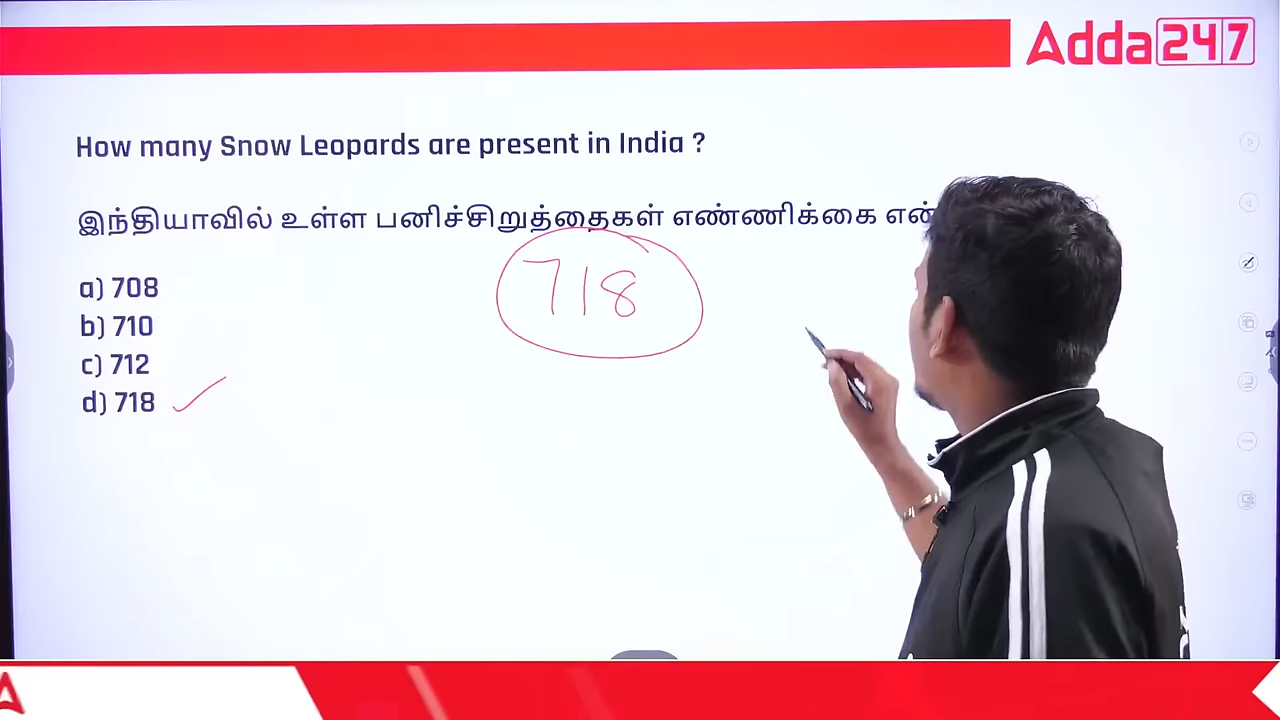 Adda247
How many Snow Leopards are present in India ?
இந்தியாவில் உள்ள பனிச்சிறுத்தைகள் எண்ணிக்கை
718
a) 708
b) 710
c) 712
d) 718